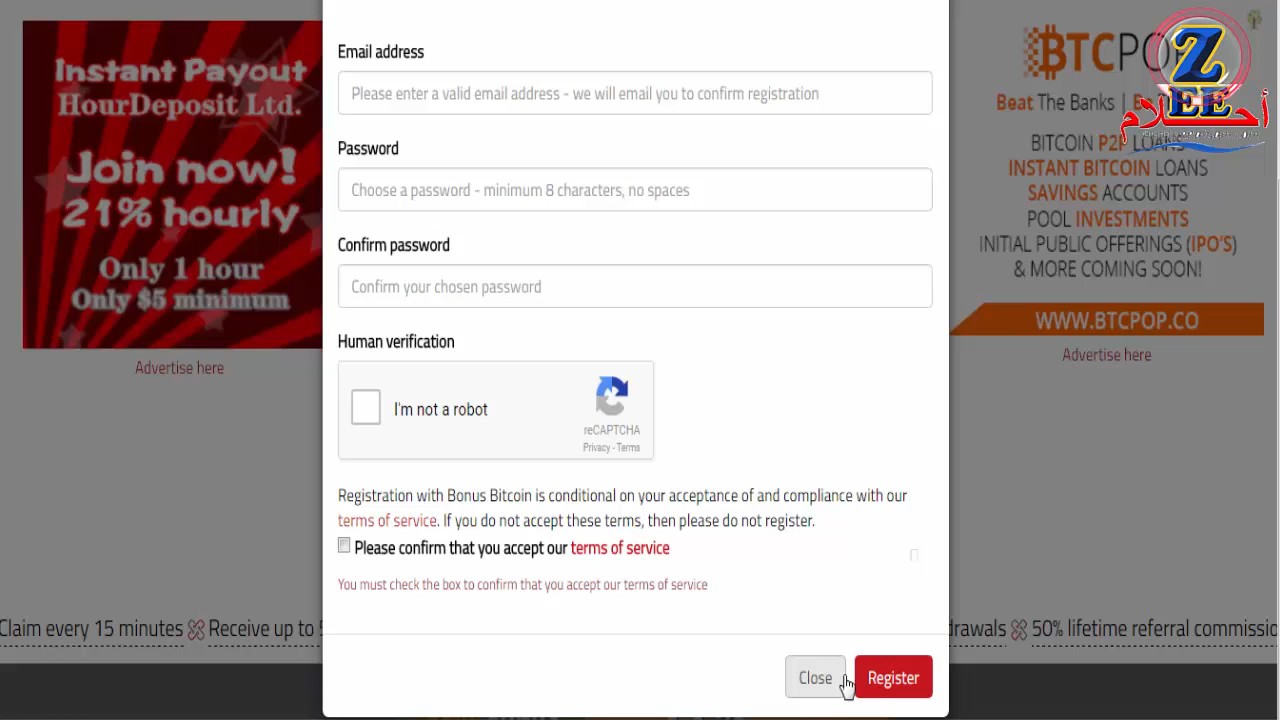 Instant Payout
HourDeposit Ltd.
Join now!
21% hourly
Only 1 hour
Only $5 minimum
Advertise here
Email address
Please enter a valid email address - we will email you to confirm registration
Password
Choose a password - minimum 8 characters, no spaces
Confirm password
Confirm your chosen password
Human verification
I'm not a robot
reCAPTCHA
Privacy - Terms
Registration with Bonus Bitcoin is conditional on your acceptance of and compliance with our
terms of service. If you do not accept these terms, then please do not register.
Please confirm that you accept our terms of service
You must check the box to confirm that you accept our terms of service
Close
Register
BTCPOP
Z
EE
أحلام
Beat The Banks |
BITCOIN P2P LOANS
INSTANT BITCOIN LOANS
SAVINGS ACCOUNTS
POOL INVESTMENTS
INITIAL PUBLIC OFFERINGS (IPO'S)
& MORE COMING SOON!
WWW.BTCPOP.CO
Advertise here
Claim every 15 minutes
Receive up to
50% lifetime referral commissio